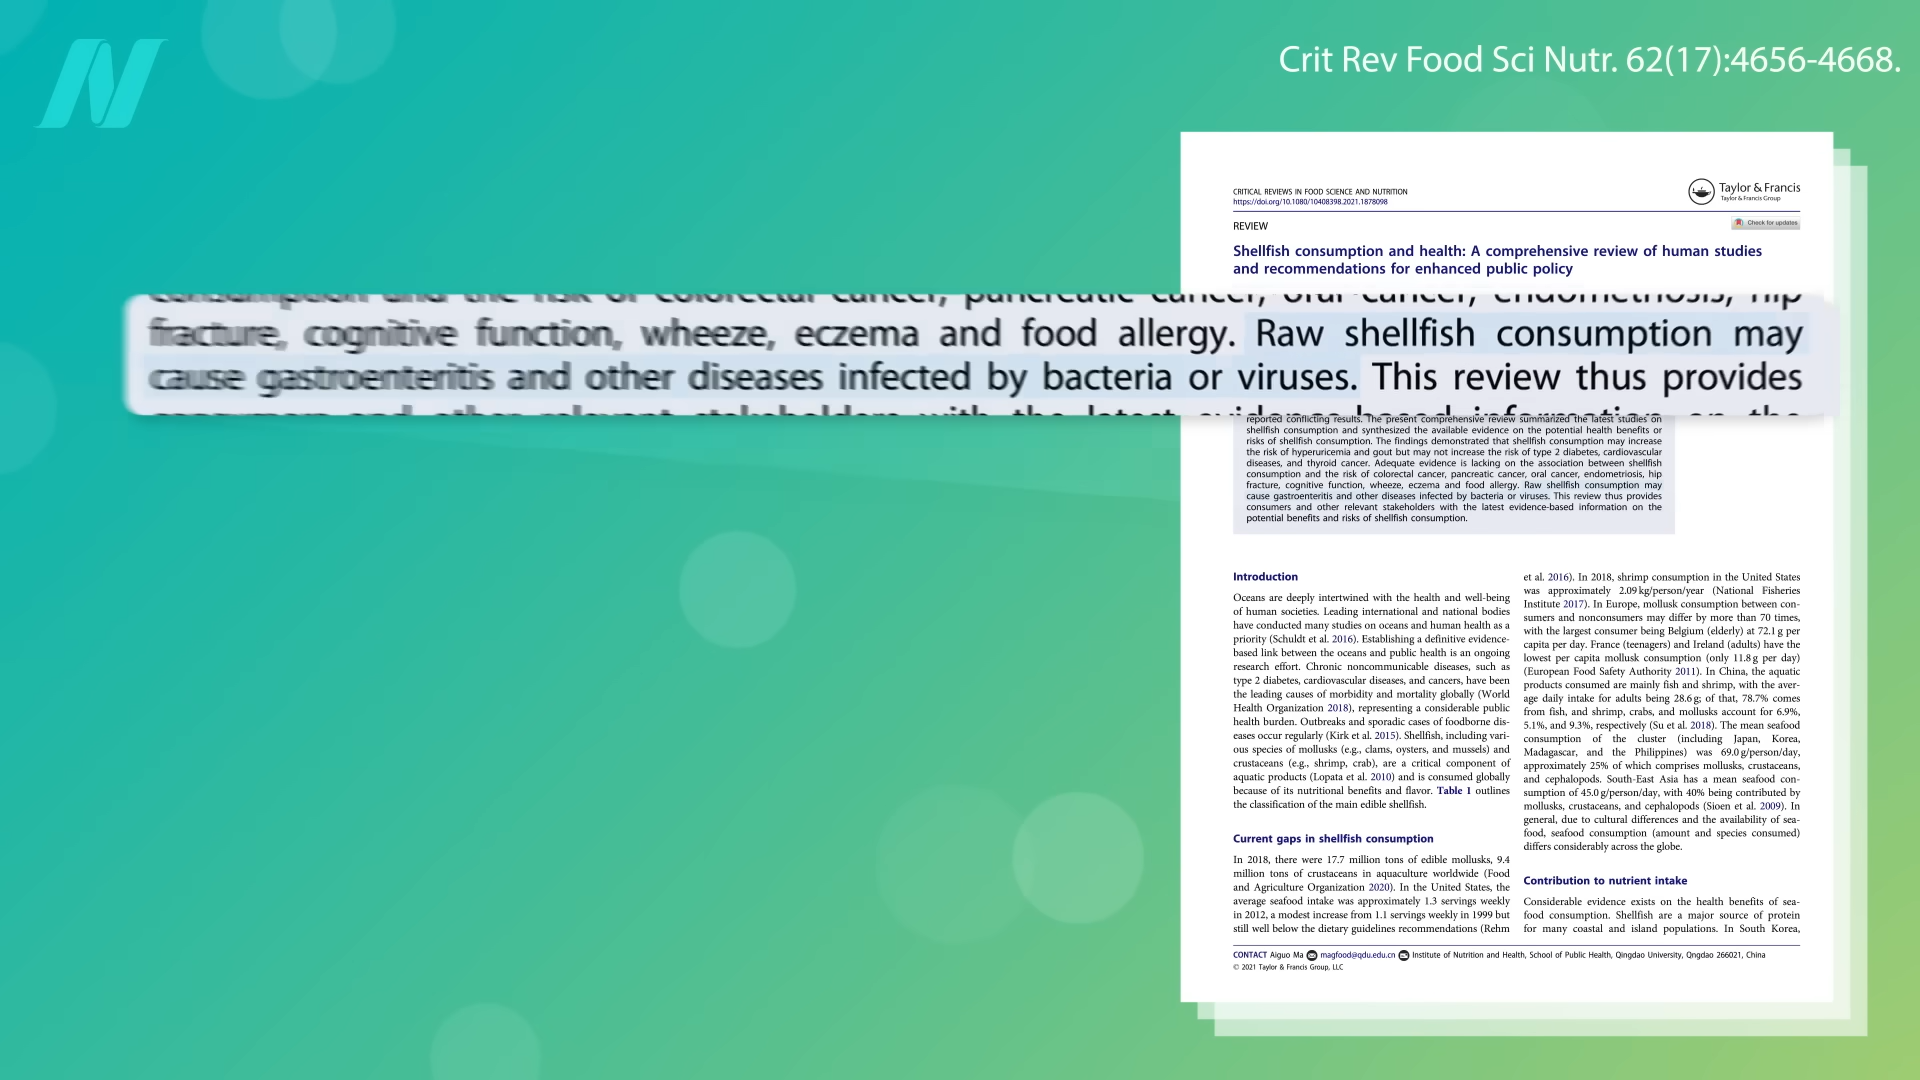 Crit Rev Food Sci Nutr. 62(17):4656-4668.
CRITICAL REVIEWS IN FOOD SCIENCE AND NUTRITION
https://doi.org/10.1080/10408398.2021.1878098
Taylor & Francis
Taylor & Francis Group
REVIEW
Check for updates
Shellfish consumption and health: A comprehensive review of human studies
and recommendations for enhanced public policy
consumption and the risk of colorectal cancer, pancreatic cancer, oral cancer, endometriosis, hip
fracture, cognitive function, wheeze, eczema and food allergy. Raw shellfish consumption may
cause gastroenteritis and other diseases infected by bacteria or viruses. This review thus provides
consumers and other relevant stakeholders with the latest evidence-based information on the
reported conflicting results. The present comprehensive review summarized the latest studies on
shellfish consumption and synthesized the available evidence on the potential health benefits or
risks of shellfish consumption. The findings demonstrated that shellfish consumption may increase
the risk of hyperuricemia and gout but may not increase the risk of type 2 diabetes, cardiovascular
diseases, and thyroid cancer. Adequate evidence is lacking on the association between shellfish
consumption and the risk of colorectal cancer, pancreatic cancer, oral cancer, endometriosis, hip
fracture, cognitive function, wheeze, eczema and food allergy. Raw shellfish consumption may
cause gastroenteritis and other diseases infected by bacteria or viruses. This review thus provides
consumers and other relevant stakeholders with the latest evidence-based information on the
potential benefits and risks of shellfish consumption.
Introduction
Oceans are deeply intertwined with the health and well-being
of human societies. Leading international and national bodies
have conducted many studies on oceans and human health as a
priority (Schuldt et al. 2016). Establishing a definitive evidence-
based link between the oceans and public health is an ongoing
research effort. Chronic noncommunicable diseases, such as
type 2 diabetes, cardiovascular diseases, and cancers, have been
the leading causes of morbidity and mortality globally (World
Health Organization 2018), representing a considerable public
health burden. Outbreaks and sporadic cases of foodborne dis-
eases occur regularly (Kirk et al. 2015). Shellfish, including vari-
ous species of mollusks (e.g., clams, oysters, and mussels) and
crustaceans (e.g., shrimp, crab), are a critical component of
aquatic products (Lopata et al. 2010) and is consumed globally
because of its nutritional benefits and flavor. Table 1 outlines
the classification of the main edible shellfish.
Current gaps in shellfish consumption
In 2018, there were 17.7 million tons of edible mollusks, 9.4
million tons of crustaceans in aquaculture worldwide (Food
and Agriculture Organization 2020). In the United States, the
average seafood intake was approximately 1.3 servings weekly
in 2012, a modest increase from 1.1 servings weekly in 1999 but
still well below the dietary guidelines recommendations (Rehm
et al. 2016). In 2018, shrimp consumption in the United States
was approximately 2.09 kg/person/year (National Fisheries
Institute 2017). In Europe, mollusk consumption between con-
sumers and nonconsumers may differ by more than 70 times,
with the largest consumer being Belgium (elderly) at 72.1 g per
capita per day. France (teenagers) and Ireland (adults) have the
lowest per capita mollusk consumption (only 11.8 g per day)
(European Food Safety Authority 2011). In China, the aquatic
products consumed are mainly fish and shrimp, with the aver-
age daily intake for adults being 28.6 g; of that, 78.7% comes
from fish, and shrimp, crabs, and mollusks account for 6.9%,
5.1%, and 9.3%, respectively (Su et al. 2018). The mean seafood
consumption of the cluster (including Japan, Korea,
Madagascar, and the Philippines) was 69.0 g/person/day,
approximately 25% of which comprises mollusks, crustaceans,
and cephalopods. South-East Asia has a mean seafood con-
sumption of 45.0 g/person/day, with 40% being contributed by
mollusks, crustaceans, and cephalopods (Sioen et al. 2009). In
general, due to cultural differences and the availability of sea-
food, seafood consumption (amount and species consumed)
differs considerably across the globe.
Contribution to nutrient intake
Considerable evidence exists on the health benefits of sea-
food consumption. Shellfish are a major source of protein
for many coastal and island populations. In South Korea,
CONTACT Aiguo Ma magfood@qdu.edu.cn Institute of Nutrition and Health, School of Public Health, Qingdao University, Qngdao 266021, China
© 2021 Taylor & Francis Group, LLC